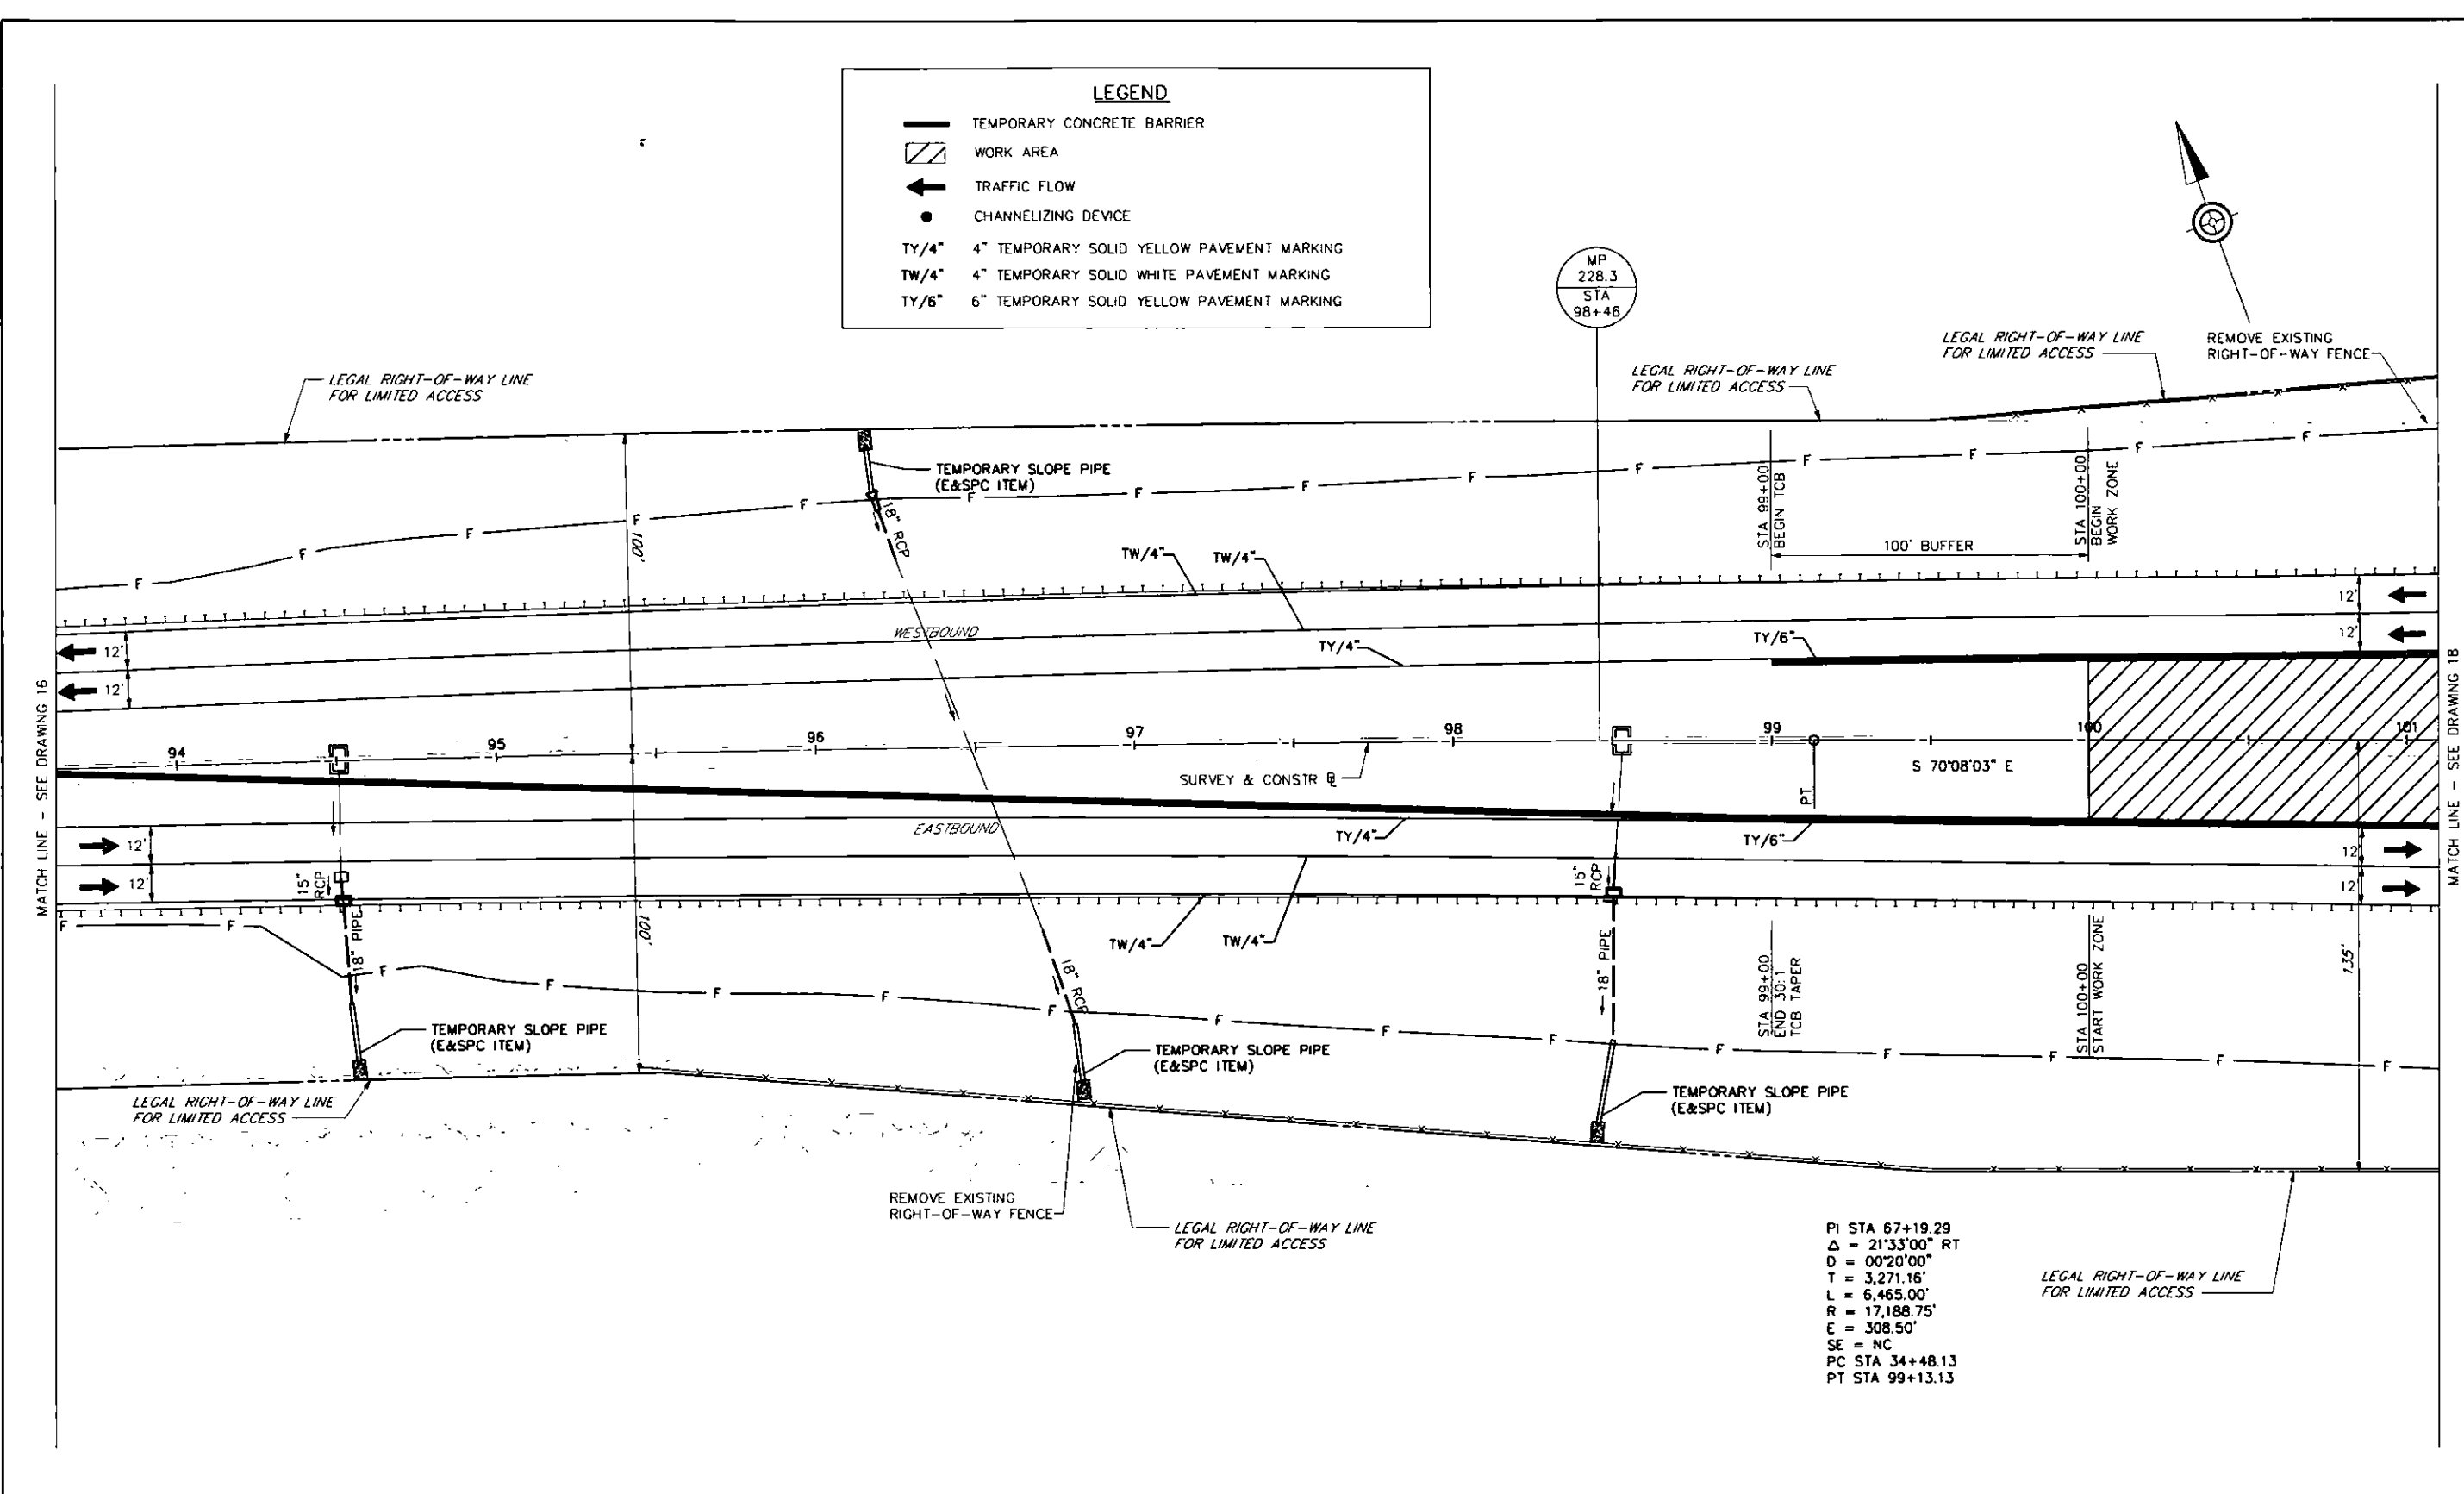 LEGEND
TEMPORARY CONCRETE BARRIER
WORK AREA
TRAFFIC FLOW
CHANNELIZING DEVICE
TY/4" 4" TEMPORARY SOLID YELLOW PAVEMENT MARKING
TW/4" 4" TEMPORARY SOLID WHITE PAVEMENT MARKING
TY/6" 6" TEMPORARY SOLID YELLOW PAVEMENT MARKING
MP
228.3
STA
98+46
LEGAL RIGHT-OF-WAY LINE
FOR LIMITED ACCESS
LEGAL RIGHT-OF-WAY LINE
FOR LIMITED ACCESS
LEGAL RIGHT-OF-WAY LINE
FOR LIMITED ACCESS
REMOVE EXISTING
RIGHT-OF-WAY FENCE
TEMPORARY SLOPE PIPE
(E&SPC ITEM)
18" RCP
100'
F F F F F F F F F F F F F F
STA 99+00
BEGIN TCB
100' BUFFER
STA 100+00
BEGIN
WORK ZONE
TW/4" TW/4"
WESTBOUND
TY/4"
TY/6"
12'
12'
12'
12'
MATCH LINE - SEE DRAWING 16
MATCH LINE - SEE DRAWING 18
94 95 96 97 98 99 100 101
SURVEY & CONSTR ℄
PT
S 70°08'03" E
EASTBOUND
TY/4"
TY/6"
12'
12'
12'
12'
15"
RCP
15"
RCP
18" PIPE
18" PIPE
100'
18" RCP
TW/4" TW/4"
F F F F F F F F F F F F F F F
STA 99+00
END 30:1
TCB TAPER
STA 100+00
START WORK ZONE
135'
TEMPORARY SLOPE PIPE
(E&SPC ITEM)
TEMPORARY SLOPE PIPE
(E&SPC ITEM)
TEMPORARY SLOPE PIPE
(E&SPC ITEM)
LEGAL RIGHT-OF-WAY LINE
FOR LIMITED ACCESS
REMOVE EXISTING
RIGHT-OF-WAY FENCE
LEGAL RIGHT-OF-WAY LINE
FOR LIMITED ACCESS
LEGAL RIGHT-OF-WAY LINE
FOR LIMITED ACCESS
PI STA 67+19.29
Δ = 21°33'00" RT
D = 00°20'00"
T = 3,271.16'
L = 6,465.00'
R = 17,188.75'
E = 308.50'
SE = NC
PC STA 34+48.13
PT STA 99+13.13